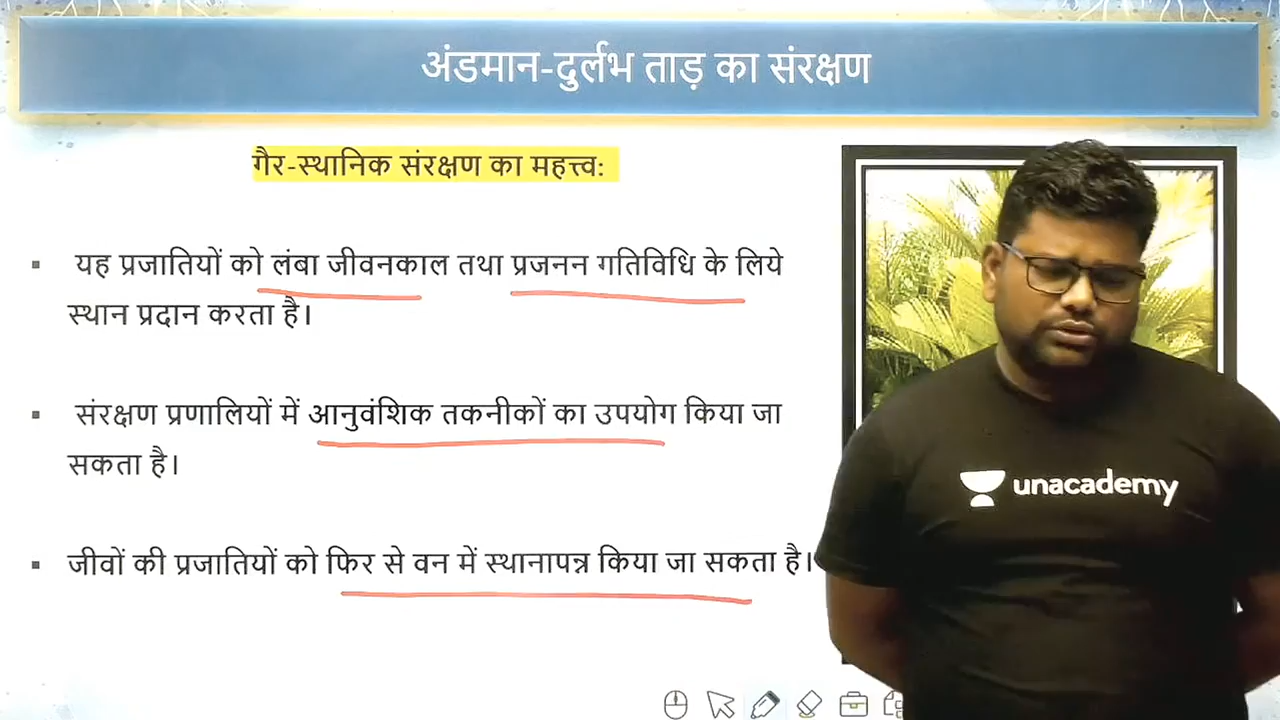 अंडमान-दुर्लभ ताड़ का संरक्षण
गैर-स्थानिक संरक्षण का महत्त्व:
▪ यह प्रजातियों को लंबा जीवनकाल तथा प्रजनन गतिविधि के लिये
स्थान प्रदान करता है।
▪ संरक्षण प्रणालियों में आनुवंशिक तकनीकों का उपयोग किया जा
सकता है।
▪ जीवों की प्रजातियों को फिर से वन में स्थानापन्न किया जा सकता है।
unacademy